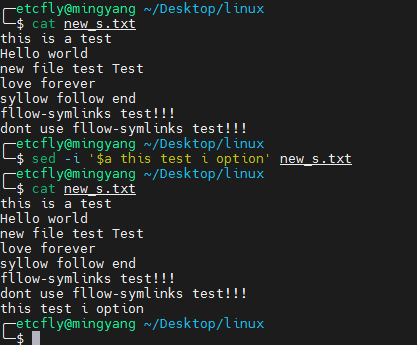 ╭─etcfly@mingyang ~/Desktop/linux
╰─$ cat new_s.txt
this is a test
Hello world
new file test Test
love forever
syllow follow end
fllow-symlinks test!!!
dont use fllow-symlinks test!!!
╭─etcfly@mingyang ~/Desktop/linux
╰─$ sed -i '$a this test i option' new_s.txt
╭─etcfly@mingyang ~/Desktop/linux
╰─$ cat new_s.txt
this is a test
Hello world
new file test Test
love forever
syllow follow end
fllow-symlinks test!!!
dont use fllow-symlinks test!!!
this test i option
╭─etcfly@mingyang ~/Desktop/linux
╰─$